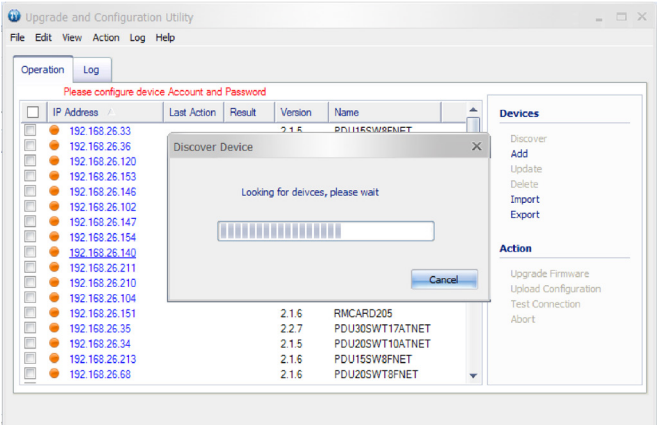 Upgrade and Configuration Utility
File Edit View Action Log Help
Operation Log
Please configure device Account and Password
IP Address Last Action Result Version Name
192.168.26.33 2.1.5 PDU15SW8FNET
192.168.26.36
192.168.26.120
192.168.26.153
192.168.26.146
192.168.26.102
192.168.26.147
192.168.26.154
192.168.26.140
192.168.26.211
192.168.26.210
192.168.26.104
192.168.26.151 2.1.6 RMCARD205
192.168.26.35 2.2.7 PDU30SWT17ATNET
192.168.26.34 2.1.5 PDU20SWT10ATNET
192.168.26.213 2.1.6 PDU15SW8FNET
192.168.26.68 2.1.6 PDU20SWT8FNET
Discover Device
Looking for deivces, please wait
Cancel
Devices
Discover
Add
Update
Delete
Import
Export
Action
Upgrade Firmware
Upload Configuration
Test Connection
Abort